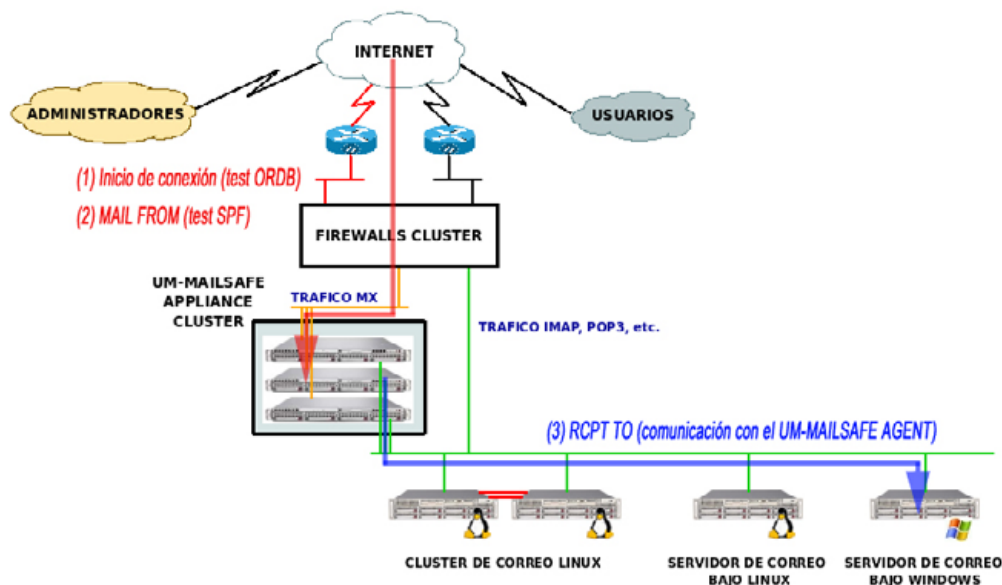 INTERNET
ADMINISTRADORES
USUARIOS
(1) Inicio de conexión (test ORDB)
(2) MAIL FROM (test SPF)
FIREWALLS CLUSTER
UM-MAILSAFE
APPLIANCE
CLUSTER
TRAFICO MX
TRAFICO IMAP, POP3, etc.
(3) RCPT TO (comunicación con el UM-MAILSAFE AGENT)
CLUSTER DE CORREO LINUX
SERVIDOR DE CORREO
BAJO LINUX
SERVIDOR DE CORREO
BAJO WINDOWS